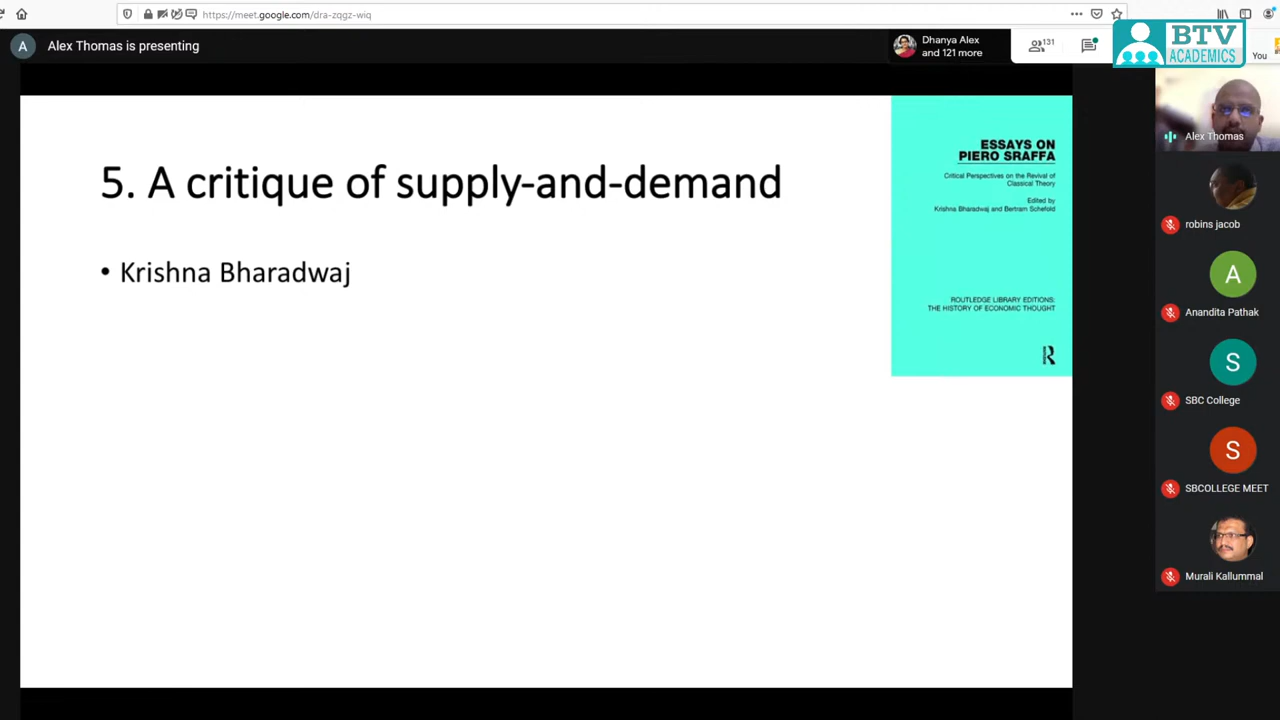 https://meet.google.com/dra-zqgz-wiq
A
Alex Thomas is presenting
Dhanya Alex
and 121 more
131
BTV
ACADEMICS
You
5. A critique of supply-and-demand
• Krishna Bharadwaj
ESSAYS ON
PIERO SRAFFA
Critical Perspectives on the Revival of
Classical Theory
Edited by
Krishna Bharadwaj and Bertram Schefold
ROUTLEDGE LIBRARY EDITIONS:
THE HISTORY OF ECONOMIC THOUGHT
R
Alex Thomas
robins jacob
A
Anandita Pathak
S
SBC College
S
SBCOLLEGE MEET
Murali Kallummal